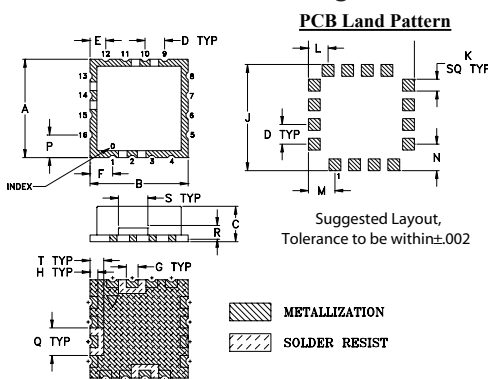 PCB Land Pattern
E
D TYP
12
11
10
9
A
13
14
15
16
8
7
6
5
P
0
1
2
3
4
F
INDEX
B
L
K
SQ TYP
J
D TYP
N
1
M
S TYP
R
C
Suggested Layout,
Tolerance to be within±.002
T TYP
H TYP
G TYP
Q TYP
METALLIZATION
SOLDER RESIST